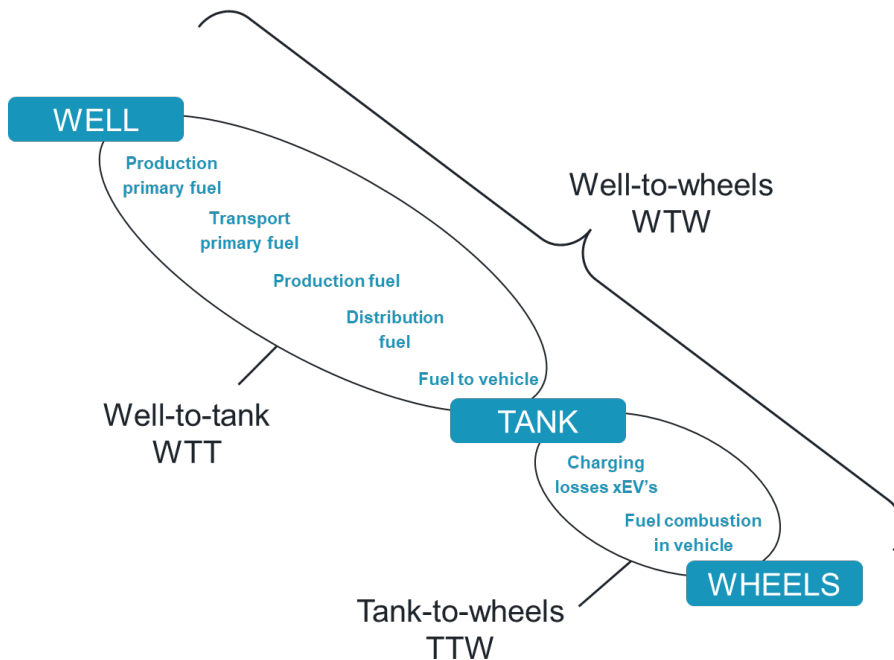 WELL
Production
primary fuel
Transport
primary fuel
Production fuel
Distribution
fuel
Fuel to vehicle
Well-to-wheels
WTW
Well-to-tank
WTT
TANK
Charging
losses xEV's
Fuel combustion
in vehicle
WHEELS
Tank-to-wheels
TTW